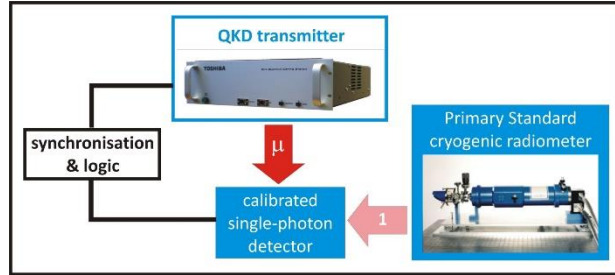 QKD transmitter
TOSHIBA
synchronisation
& logic
μ
Primary Standard
cryogenic radiometer
calibrated
single-photon
detector
1